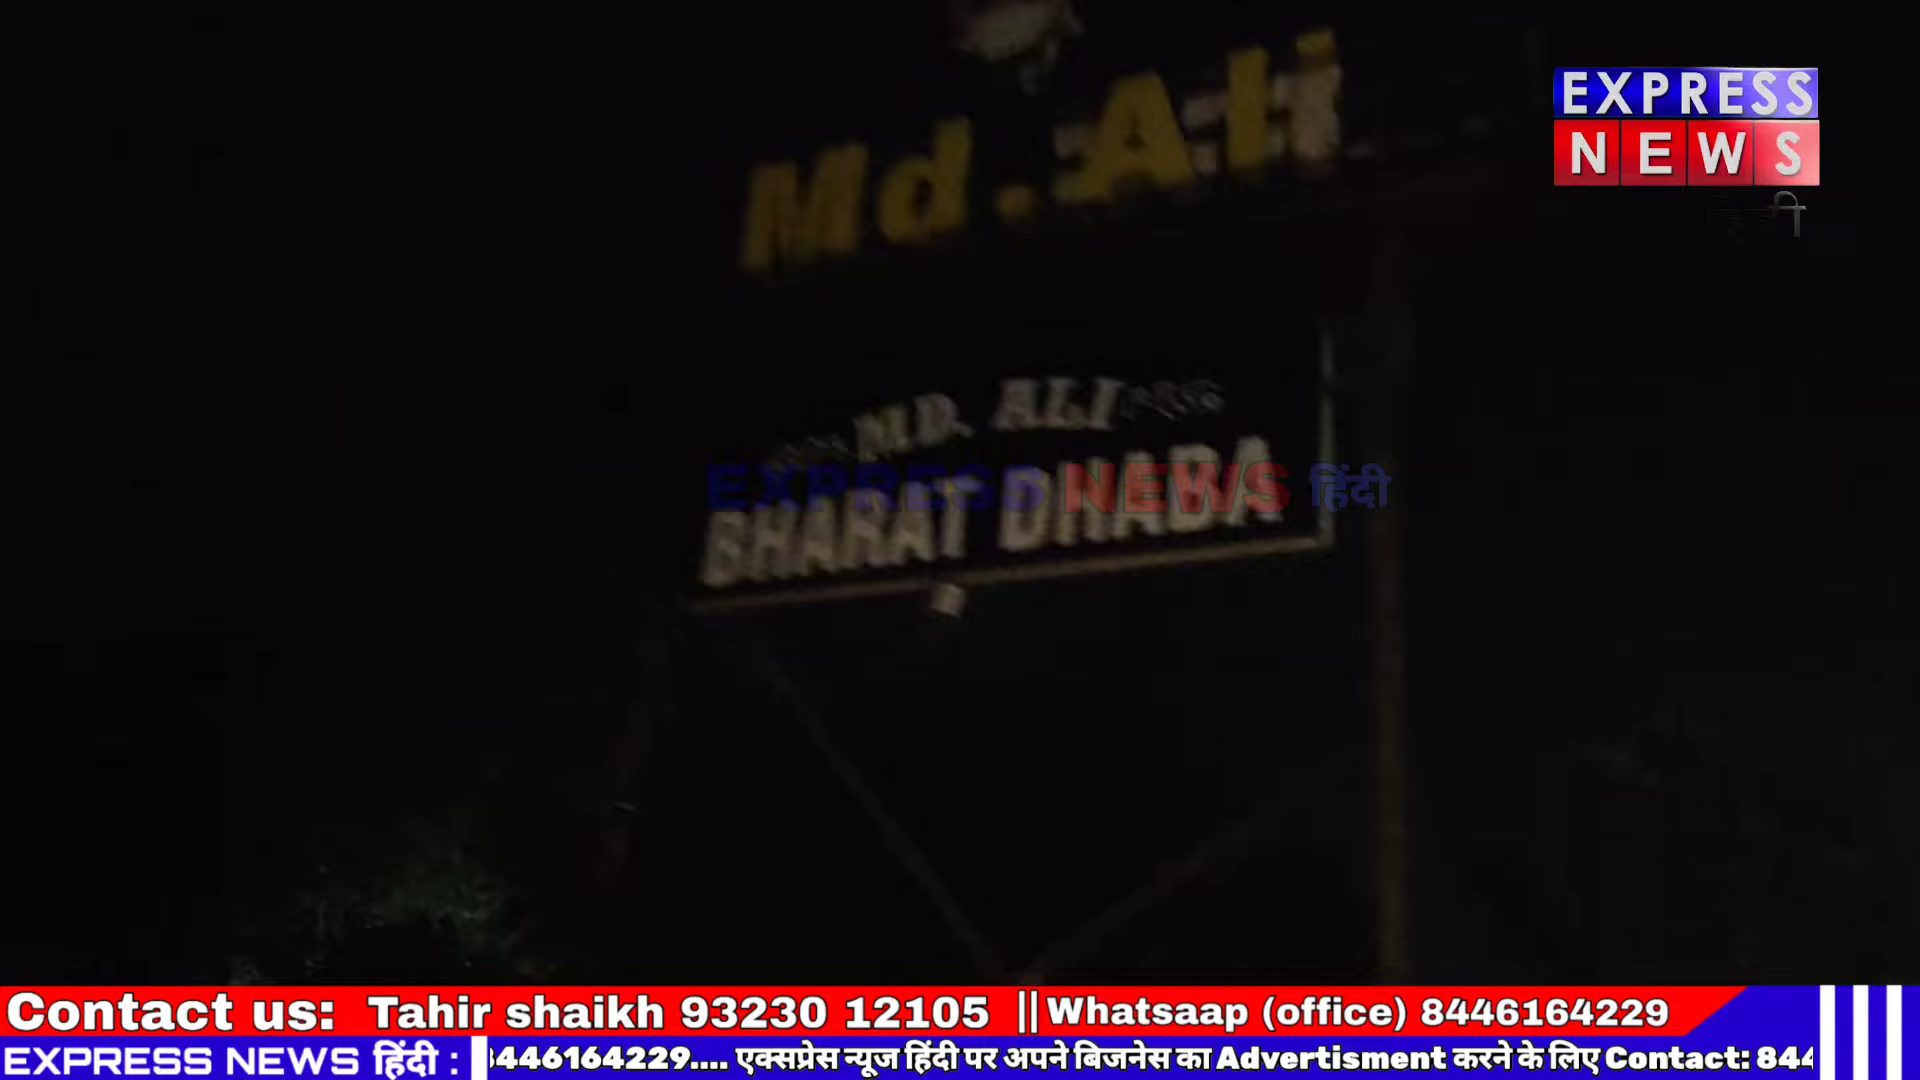 Md. Ali
EXPRESS
NEWS
MD. ALI
BHARAT DHABA
EXPRESS NEWS हिंदी
Contact us: Tahir shaikh 93230 12105 || Whatsaap (office) 8446164229
EXPRESS NEWS हिंदी : 8446164229.... एक्सप्रेस न्यूज हिंदी पर अपने बिजनेस का Advertisment करने के लिए Contact: 844